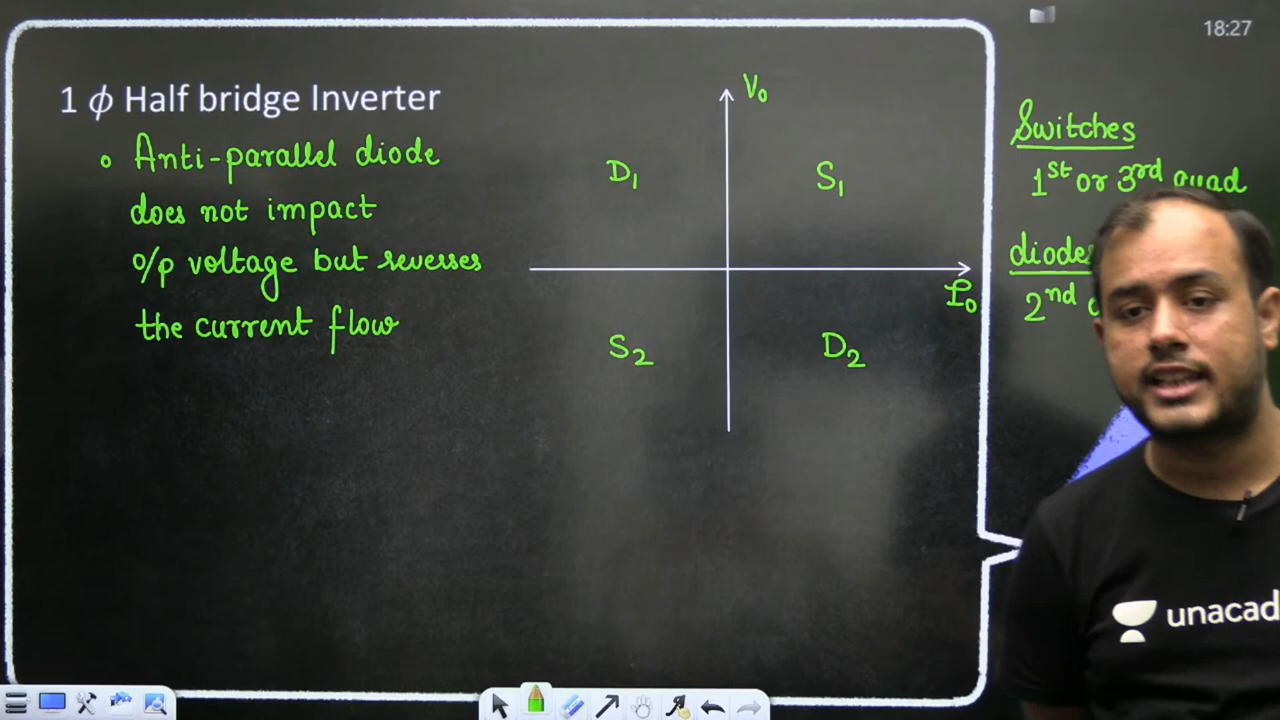 18:27
1 ϕ Half bridge Inverter
o Anti-parallel diode
does not impact
o/p voltage but reverses
the current flow
V₀
D₁
S₁
I₀
S₂
D₂
Switches
1st or 3rd quad
diodes
2nd
unacad